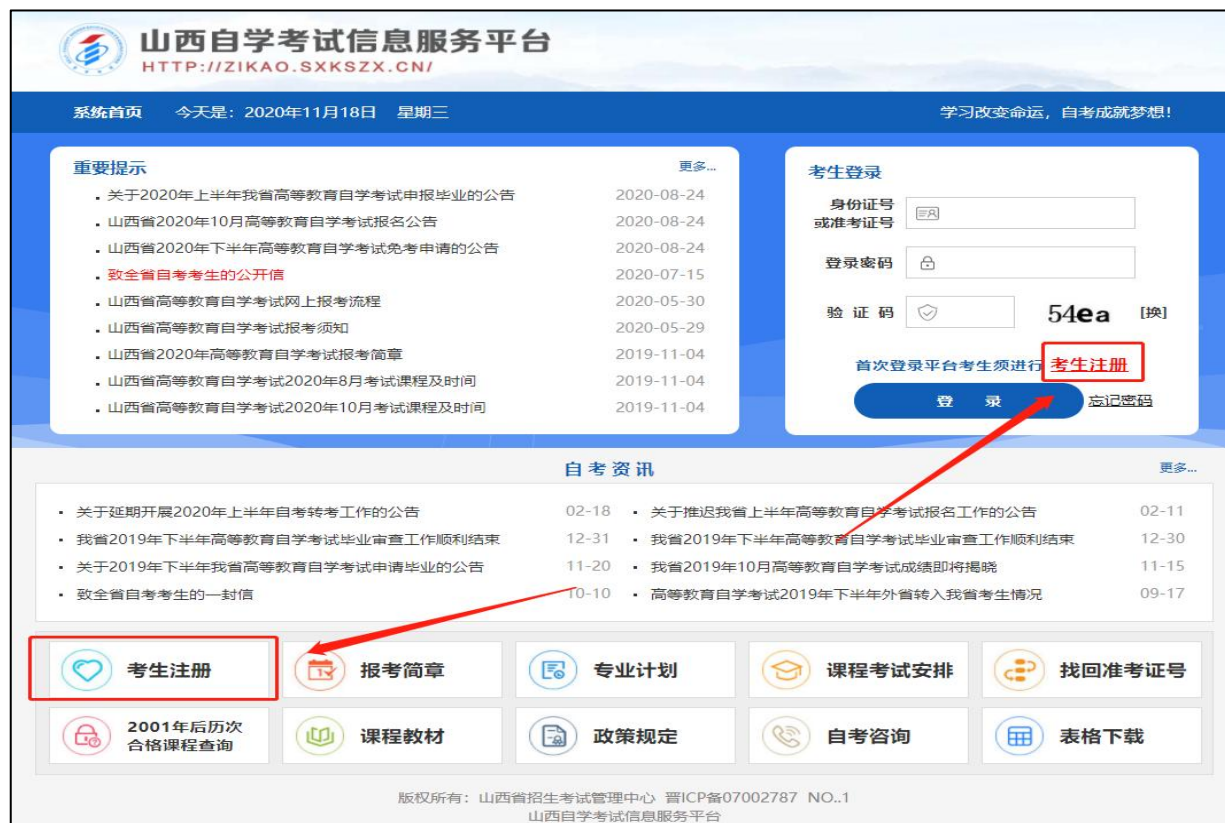 山西自学考试信息服务平台
HTTP://ZIKAO.SXKSZX.CN/
系统首页 今天是：2020年11月18日 星期三 学习改变命运，自考成就梦想！
重要提示 更多...
关于2020年上半年我省高等教育自学考试申报毕业的公告 2020-08-24
山西省2020年10月高等教育自学考试报名公告 2020-08-24
山西省2020年下半年高等教育自学考试免考申请的公告 2020-08-24
致全省自考考生的公开信 2020-07-15
山西省高等教育自学考试网上报考流程 2020-05-30
山西省高等教育自学考试报考须知 2020-05-29
山西省2020年高等教育自学考试报考简章 2019-11-04
山西省高等教育自学考试2020年8月考试课程及时间 2019-11-04
山西省高等教育自学考试2020年10月考试课程及时间 2019-11-04
考生登录
身份证号
或准考证号
登录密码
验 证 码 54ea [换]
首次登录平台考生须进行 考生注册
登 录 忘记密码
自考资讯 更多...
关于延期开展2020年上半年自考转考工作的公告 02-18
关于推迟我省上半年高等教育自学考试报名工作的公告 02-11
我省2019年下半年高等教育自学考试毕业审查工作顺利结束 12-31
我省2019年下半年高等教育自学考试毕业审查工作顺利结束 12-30
关于2019年下半年我省高等教育自学考试申请毕业的公告 11-20
我省2019年10月高等教育自学考试成绩即将揭晓 11-15
致全省自考考生的一封信 10-10
高等教育自学考试2019年下半年外省转入我省考生情况 09-17
考生注册
报考简章
专业计划
课程考试安排
找回准考证号
2001年后历次
合格课程查询
课程教材
政策规定
自考咨询
表格下载
版权所有：山西省招生考试管理中心 晋ICP备07002787 NO..1
山西自学考试信息服务平台